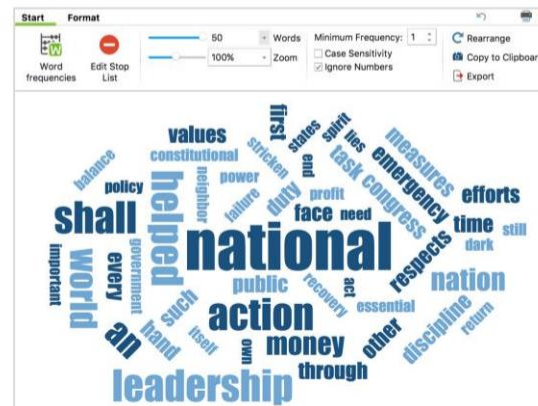 Start Format
Word frequencies
Edit Stop List
50 Words
100% Zoom
Minimum Frequency: 1
Case Sensitivity
Ignore Numbers
Rearrange
Copy to Clipboar
Export
first
states
spirit
lies
values
constitutional
stricken
end
task
congress
emergency
measures
balance
policy
neighbor
power
failure
duty
profit
efforts
shall
helped
face
need
time
still
dark
national
respects
important
world
every
government
public
recovery
act
essential
nation
such
action
discipline
return
an
hand
itself
own
money
other
through
leadership